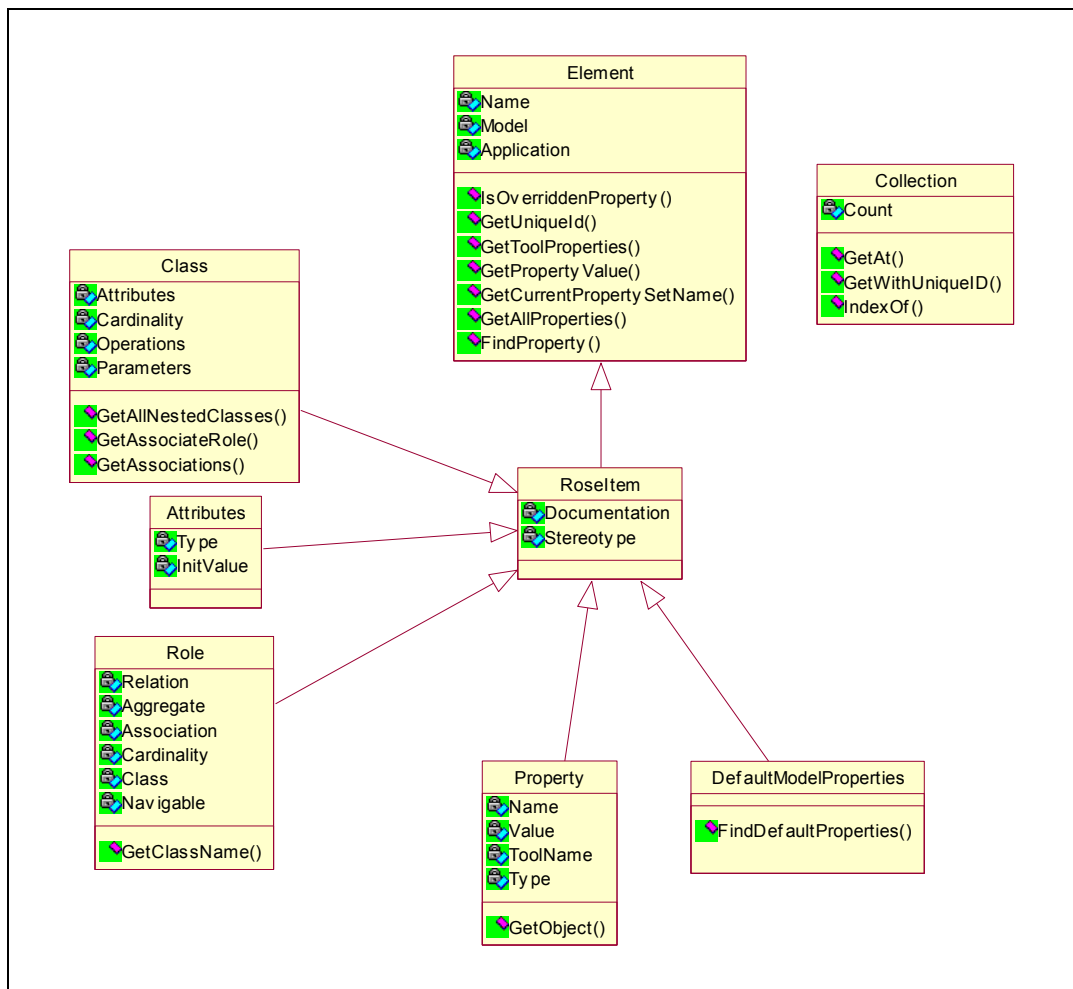 Element
Name
Model
Application
IsOverriddenProperty()
GetUniqueId()
GetToolProperties()
GetPropertyValue()
GetCurrentPropertySetName()
GetAllProperties()
FindProperty()
Collection
Count
GetAt()
GetWithUniqueID()
IndexOf()
Class
Attributes
Cardinality
Operations
Parameters
GetAllNestedClasses()
GetAssociateRole()
GetAssociations()
RoseItem
Documentation
Stereotype
Attributes
Type
InitValue
Role
Relation
Aggregate
Association
Cardinality
Class
Navigable
GetClassName()
Property
Name
Value
ToolName
Type
GetObject()
DefaultModelProperties
FindDefaultProperties()